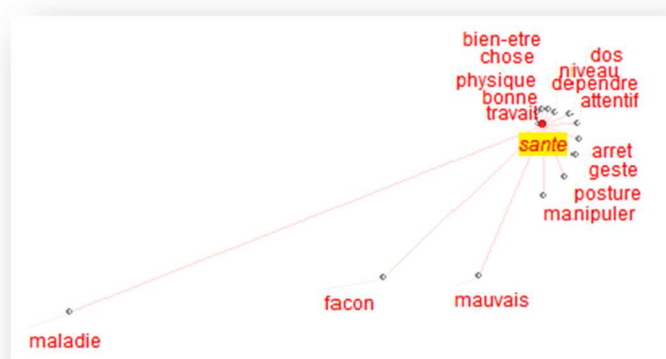 bien-etre
chose
dos
niveau
physique
dependre
bonne
attentif
travail
sante
arret
geste
posture
manipuler
facon
mauvais
maladie